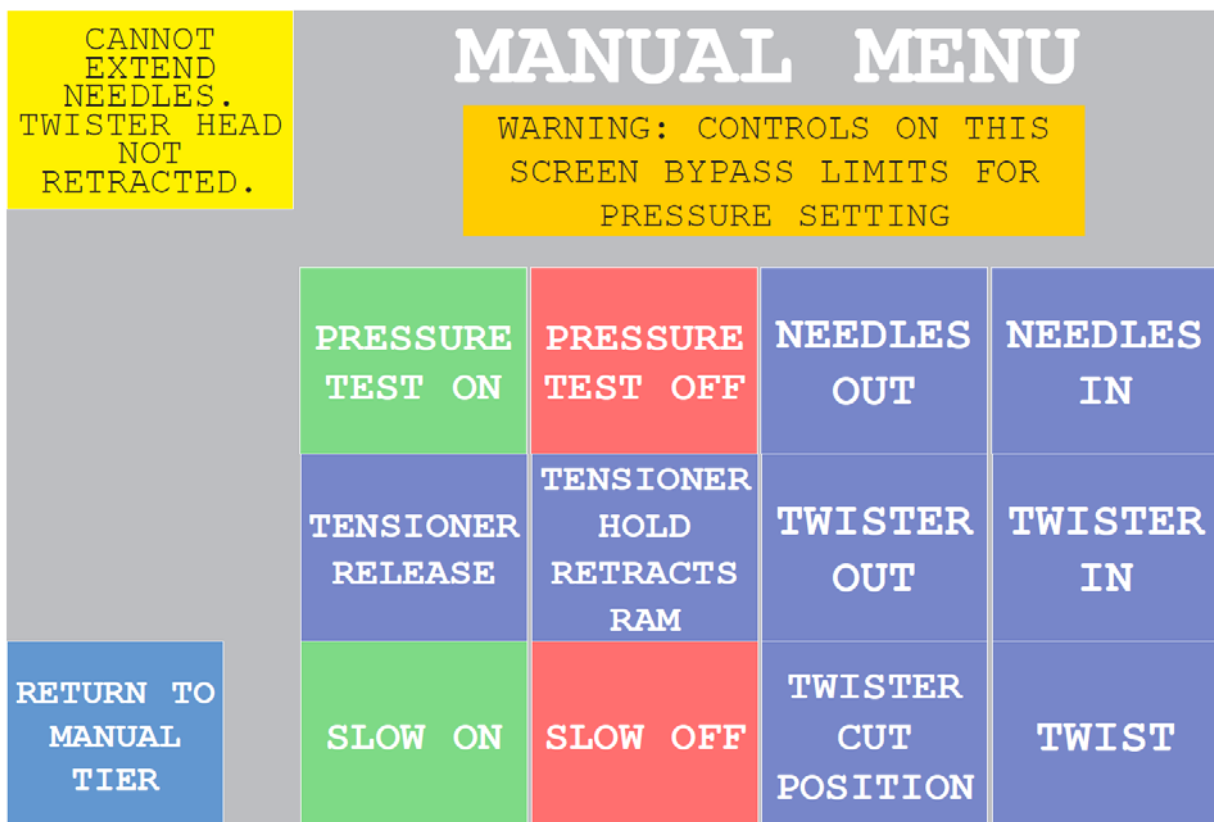 CANNOT
EXTEND
NEEDLES.
TWISTER HEAD
NOT
RETRACTED.
MANUAL MENU
WARNING: CONTROLS ON THIS
SCREEN BYPASS LIMITS FOR
PRESSURE SETTING
PRESSURE
TEST ON
PRESSURE
TEST OFF
NEEDLES
OUT
NEEDLES
IN
TENSIONER
RELEASE
TENSIONER
HOLD
RETRACTS
RAM
TWISTER
OUT
TWISTER
IN
RETURN TO
MANUAL
TIER
SLOW ON
SLOW OFF
TWISTER
CUT
POSITION
TWIST